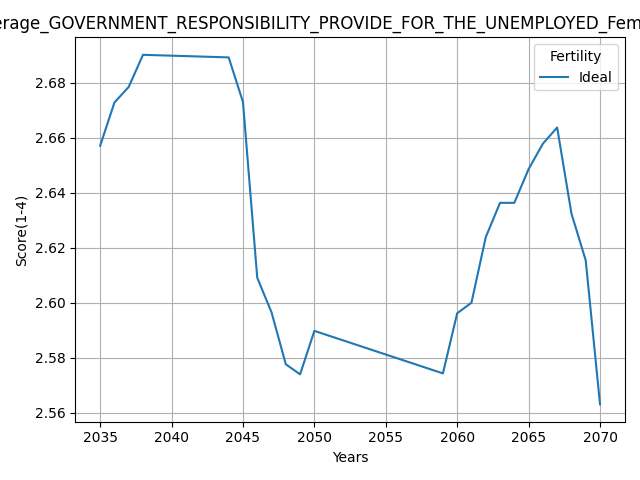 erage_GOVERNMENT_RESPONSIBILITY_PROVIDE_FOR_THE_UNEMPLOYED_Fem
Fertility
Ideal
2.68
2.66
2.64
2.62
2.60
2.58
2.56
Score(1-4)
2035 2040 2045 2050 2055 2060 2065 2070
Years